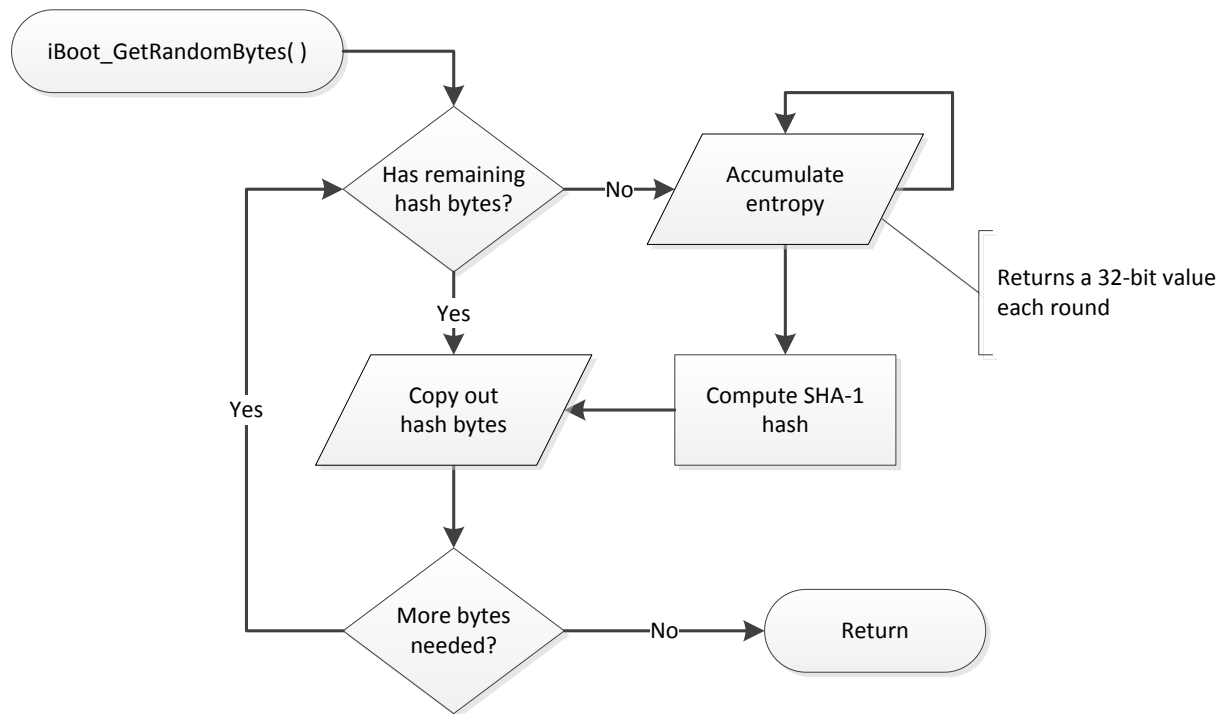 iBoot_GetRandomBytes( )
Has remaining
hash bytes?
No
Accumulate
entropy
Returns a 32-bit value
each round
Yes
Copy out
hash bytes
Compute SHA-1
hash
Yes
More bytes
needed?
No
Return